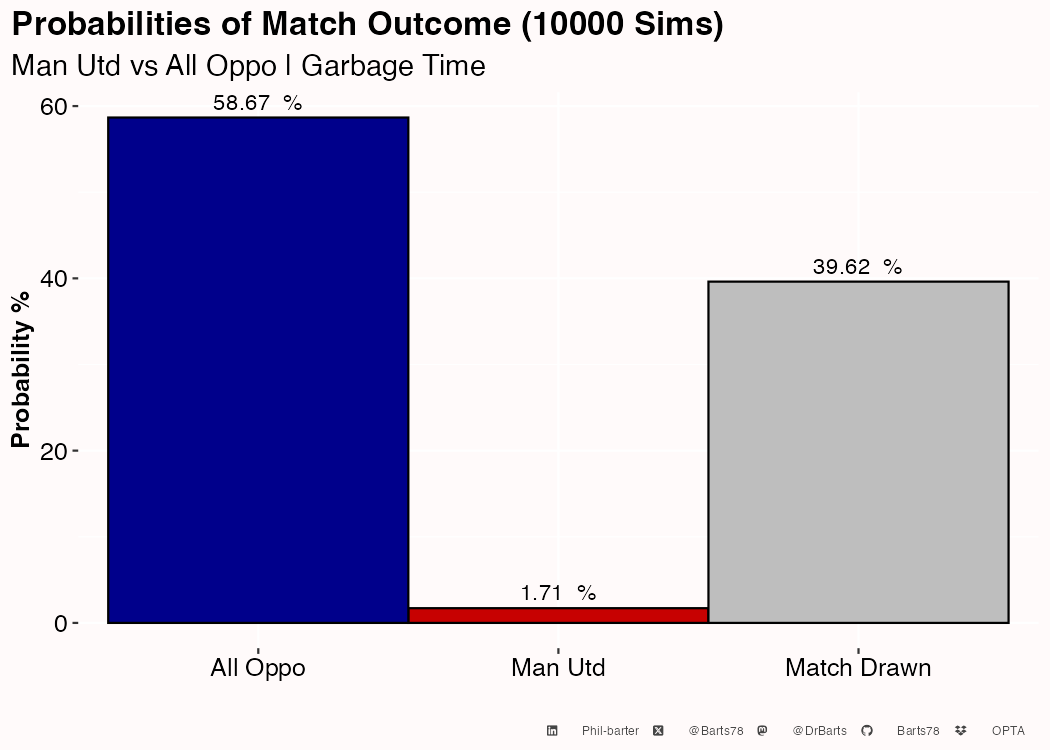 Probabilities of Match Outcome (10000 Sims)
Man Utd vs All Oppo | Garbage Time
58.67 %
60
39.62 %
40
Probability %
20
1.71 %
0
All Oppo Man Utd Match Drawn
Phil-barter @Barts78 @DrBarts Barts78 OPTA